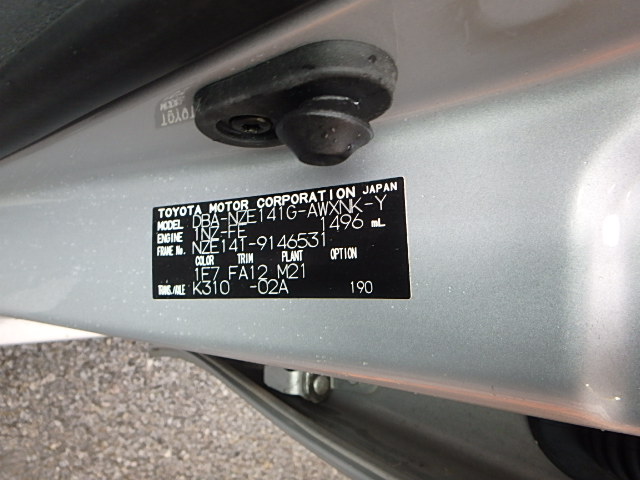 TOYOTA MOTOR CORPORATION JAPAN
MODEL DBA-NZE141G-AWXNK-Y
ENGINE 1NZ-FE 1496 mL
FRAME No. NZE141-9146531
COLOR TRIM PLANT OPTION
1E7 FA12 M21
TRANS./AXLE K310 -02A 190